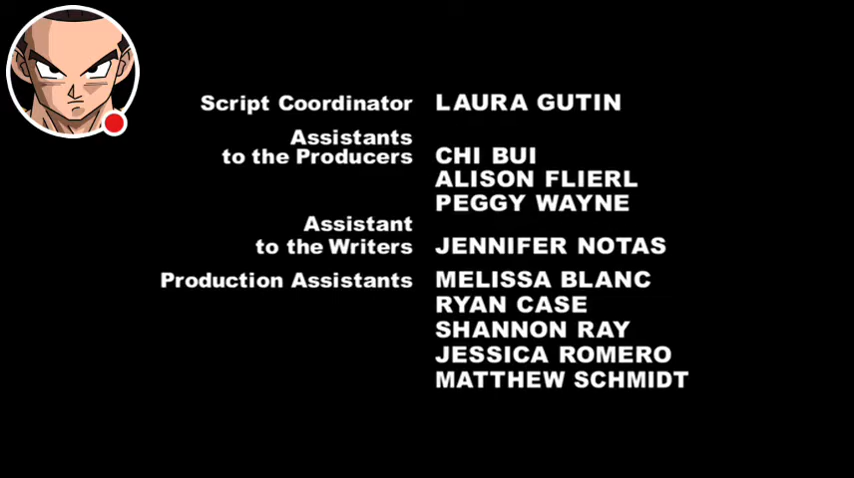 Script Coordinator LAURA GUTIN
Assistants
to the Producers CHI BUI
ALISON FLIERL
PEGGY WAYNE
Assistant
to the Writers JENNIFER NOTAS
Production Assistants MELISSA BLANC
RYAN CASE
SHANNON RAY
JESSICA ROMERO
MATTHEW SCHMIDT